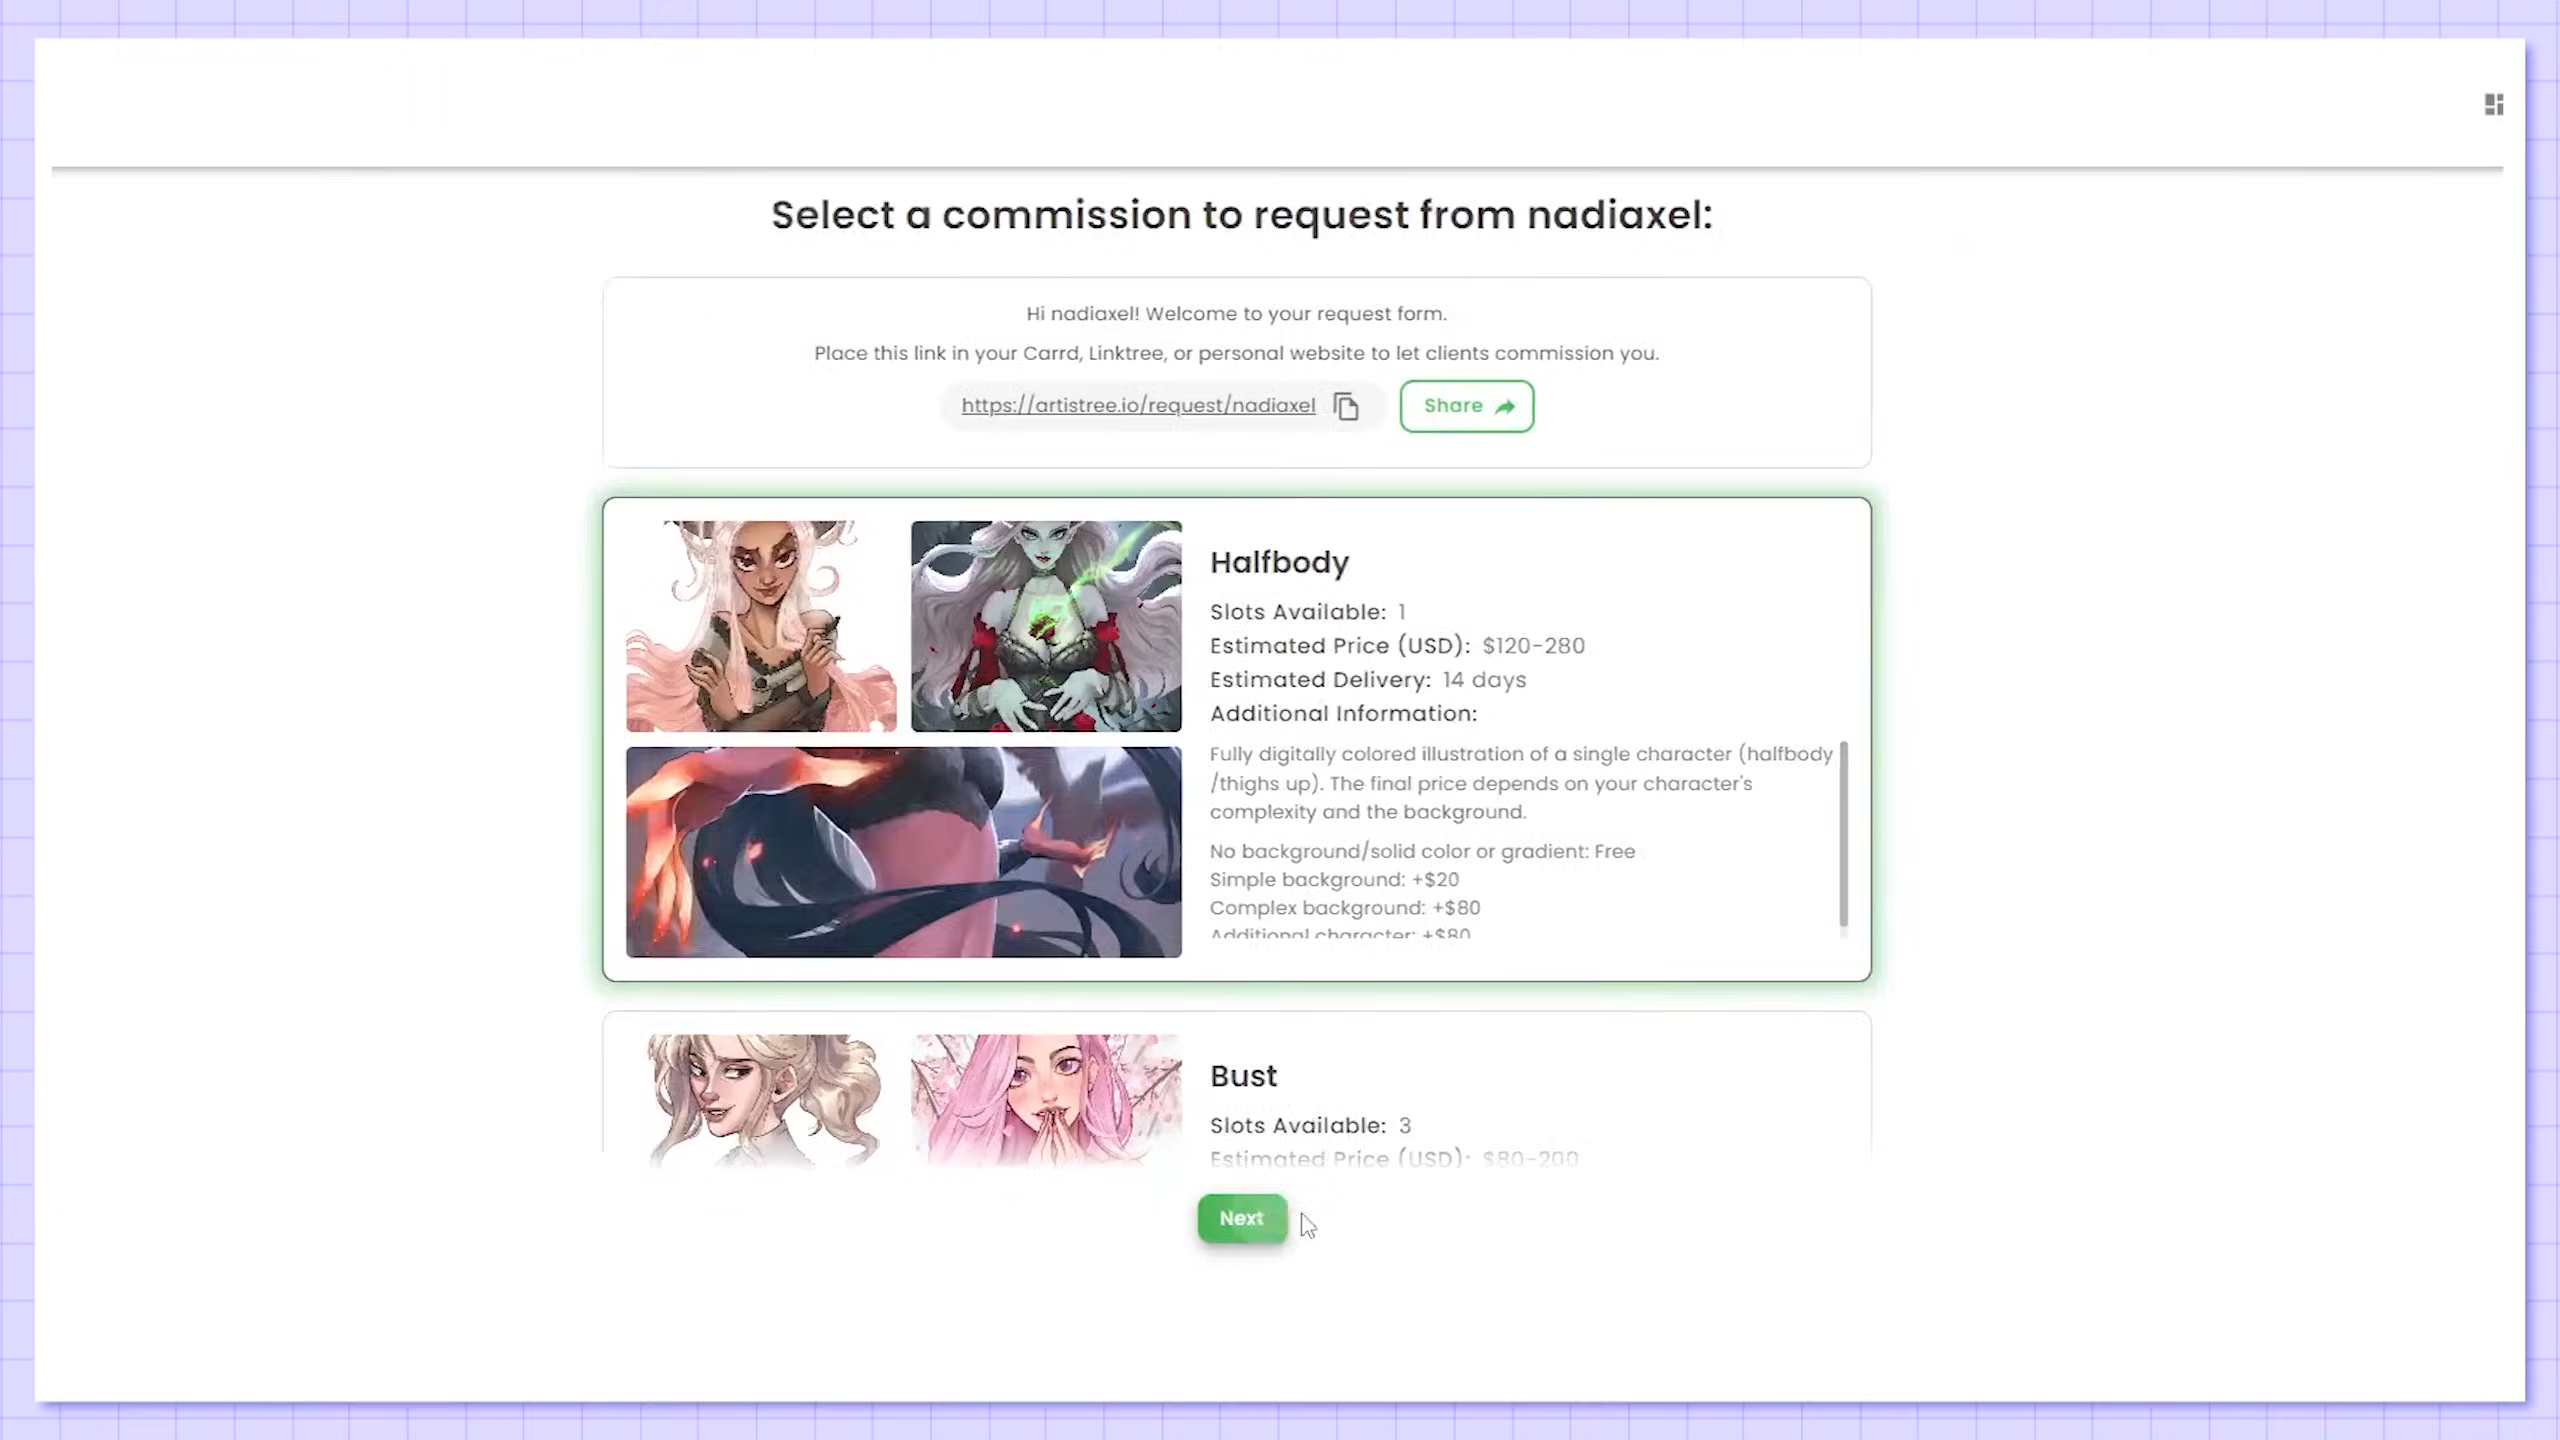 Select a commission to request from nadiaxel:
Hi nadiaxel! Welcome to your request form.
Place this link in your Carrd, Linktree, or personal website to let clients commission you.
https://artistree.io/request/nadiaxel
Share
Halfbody
Slots Available: 1
Estimated Price (USD): $120-280
Estimated Delivery: 14 days
Additional Information:
Fully digitally colored illustration of a single character (halfbody
/thighs up). The final price depends on your character's
complexity and the background.
No background/solid color or gradient: Free
Simple background: +$20
Complex background: +$80
Additional character: +$80
Bust
Slots Available: 3
Estimated Price (USD): $80-200
Next